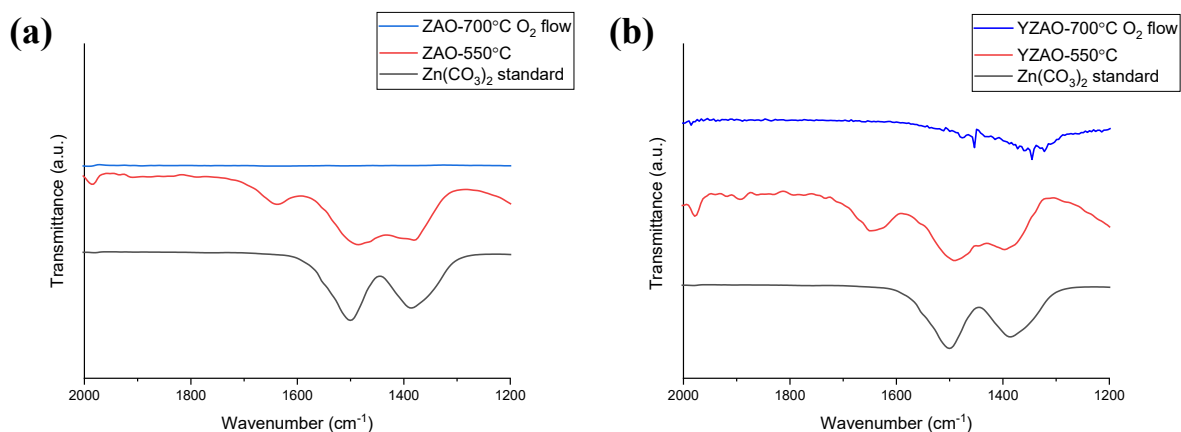 (a)
ZAO-700°C O₂ flow
ZAO-550°C
Zn(CO₃)₂ standard
Transmittance (a.u.)
2000 1800 1600 1400 1200
Wavenumber (cm⁻¹)
(b)
YZAO-700°C O₂ flow
YZAO-550°C
Zn(CO₃)₂ standard
Transmittance (a.u.)
2000 1800 1600 1400 1200
Wavenumber (cm⁻¹)